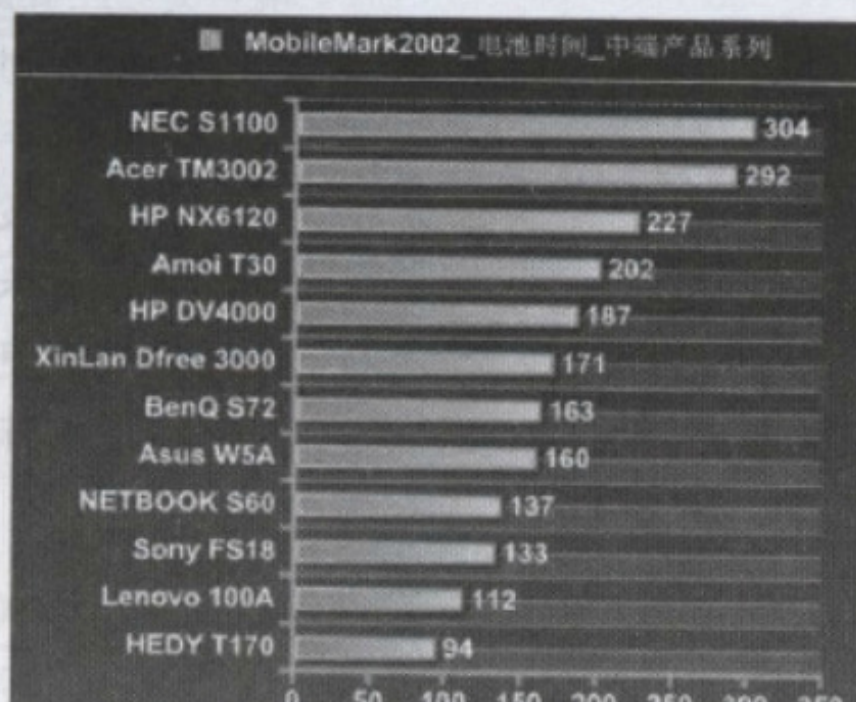 MobileMark2002_电池时间_中端产品系列
NEC S1100 304
Acer TM3002 292
HP NX6120 227
Amoi T30 202
HP DV4000 187
XinLan Dfree 3000 171
BenQ S72 163
Asus W5A 160
NETBOOK S60 137
Sony FS18 133
Lenovo 100A 112
HEDY T170 94
0 50 100 150 200 250 300 350